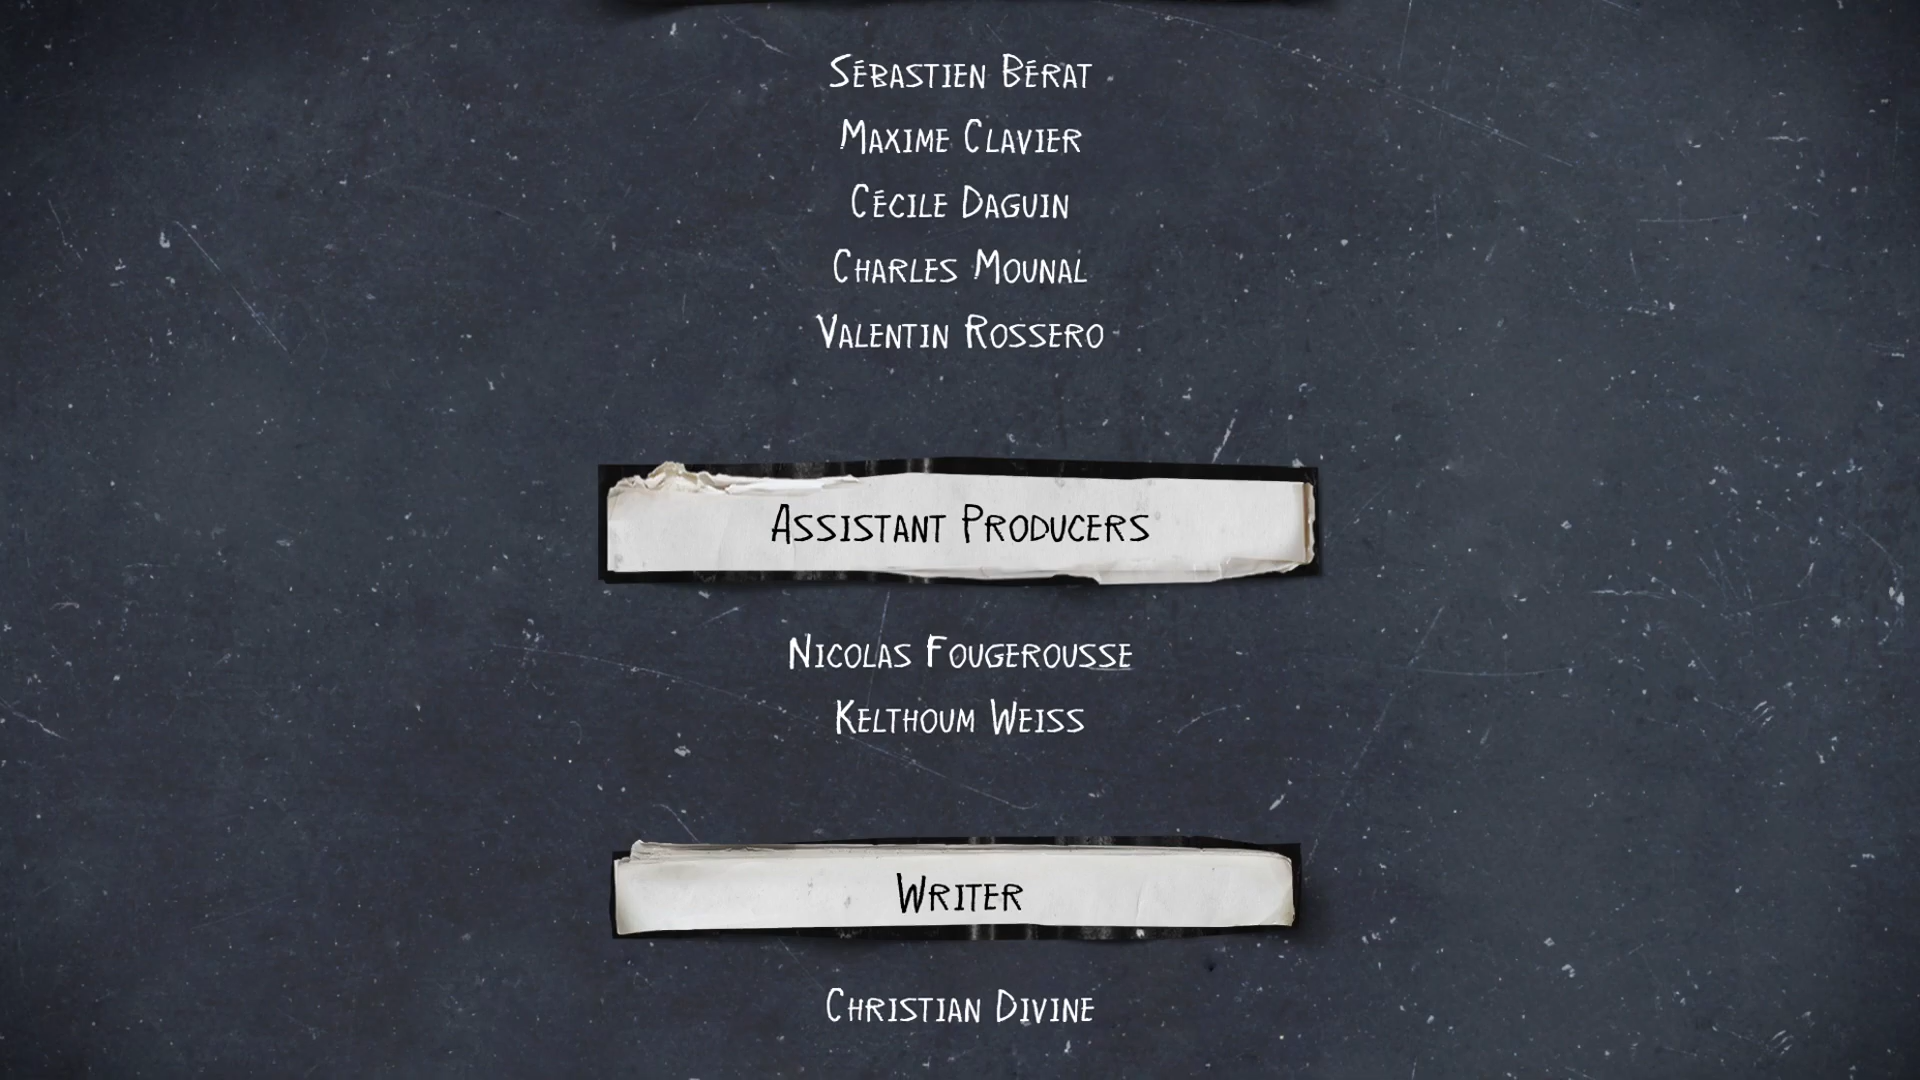 Sébastien Bérat
Maxime Clavier
Cécile Daguin
Charles Mounal
Valentin Rossero
Assistant Producers
Nicolas Fougerousse
Kelthoum Weiss
Writer
Christian Divine